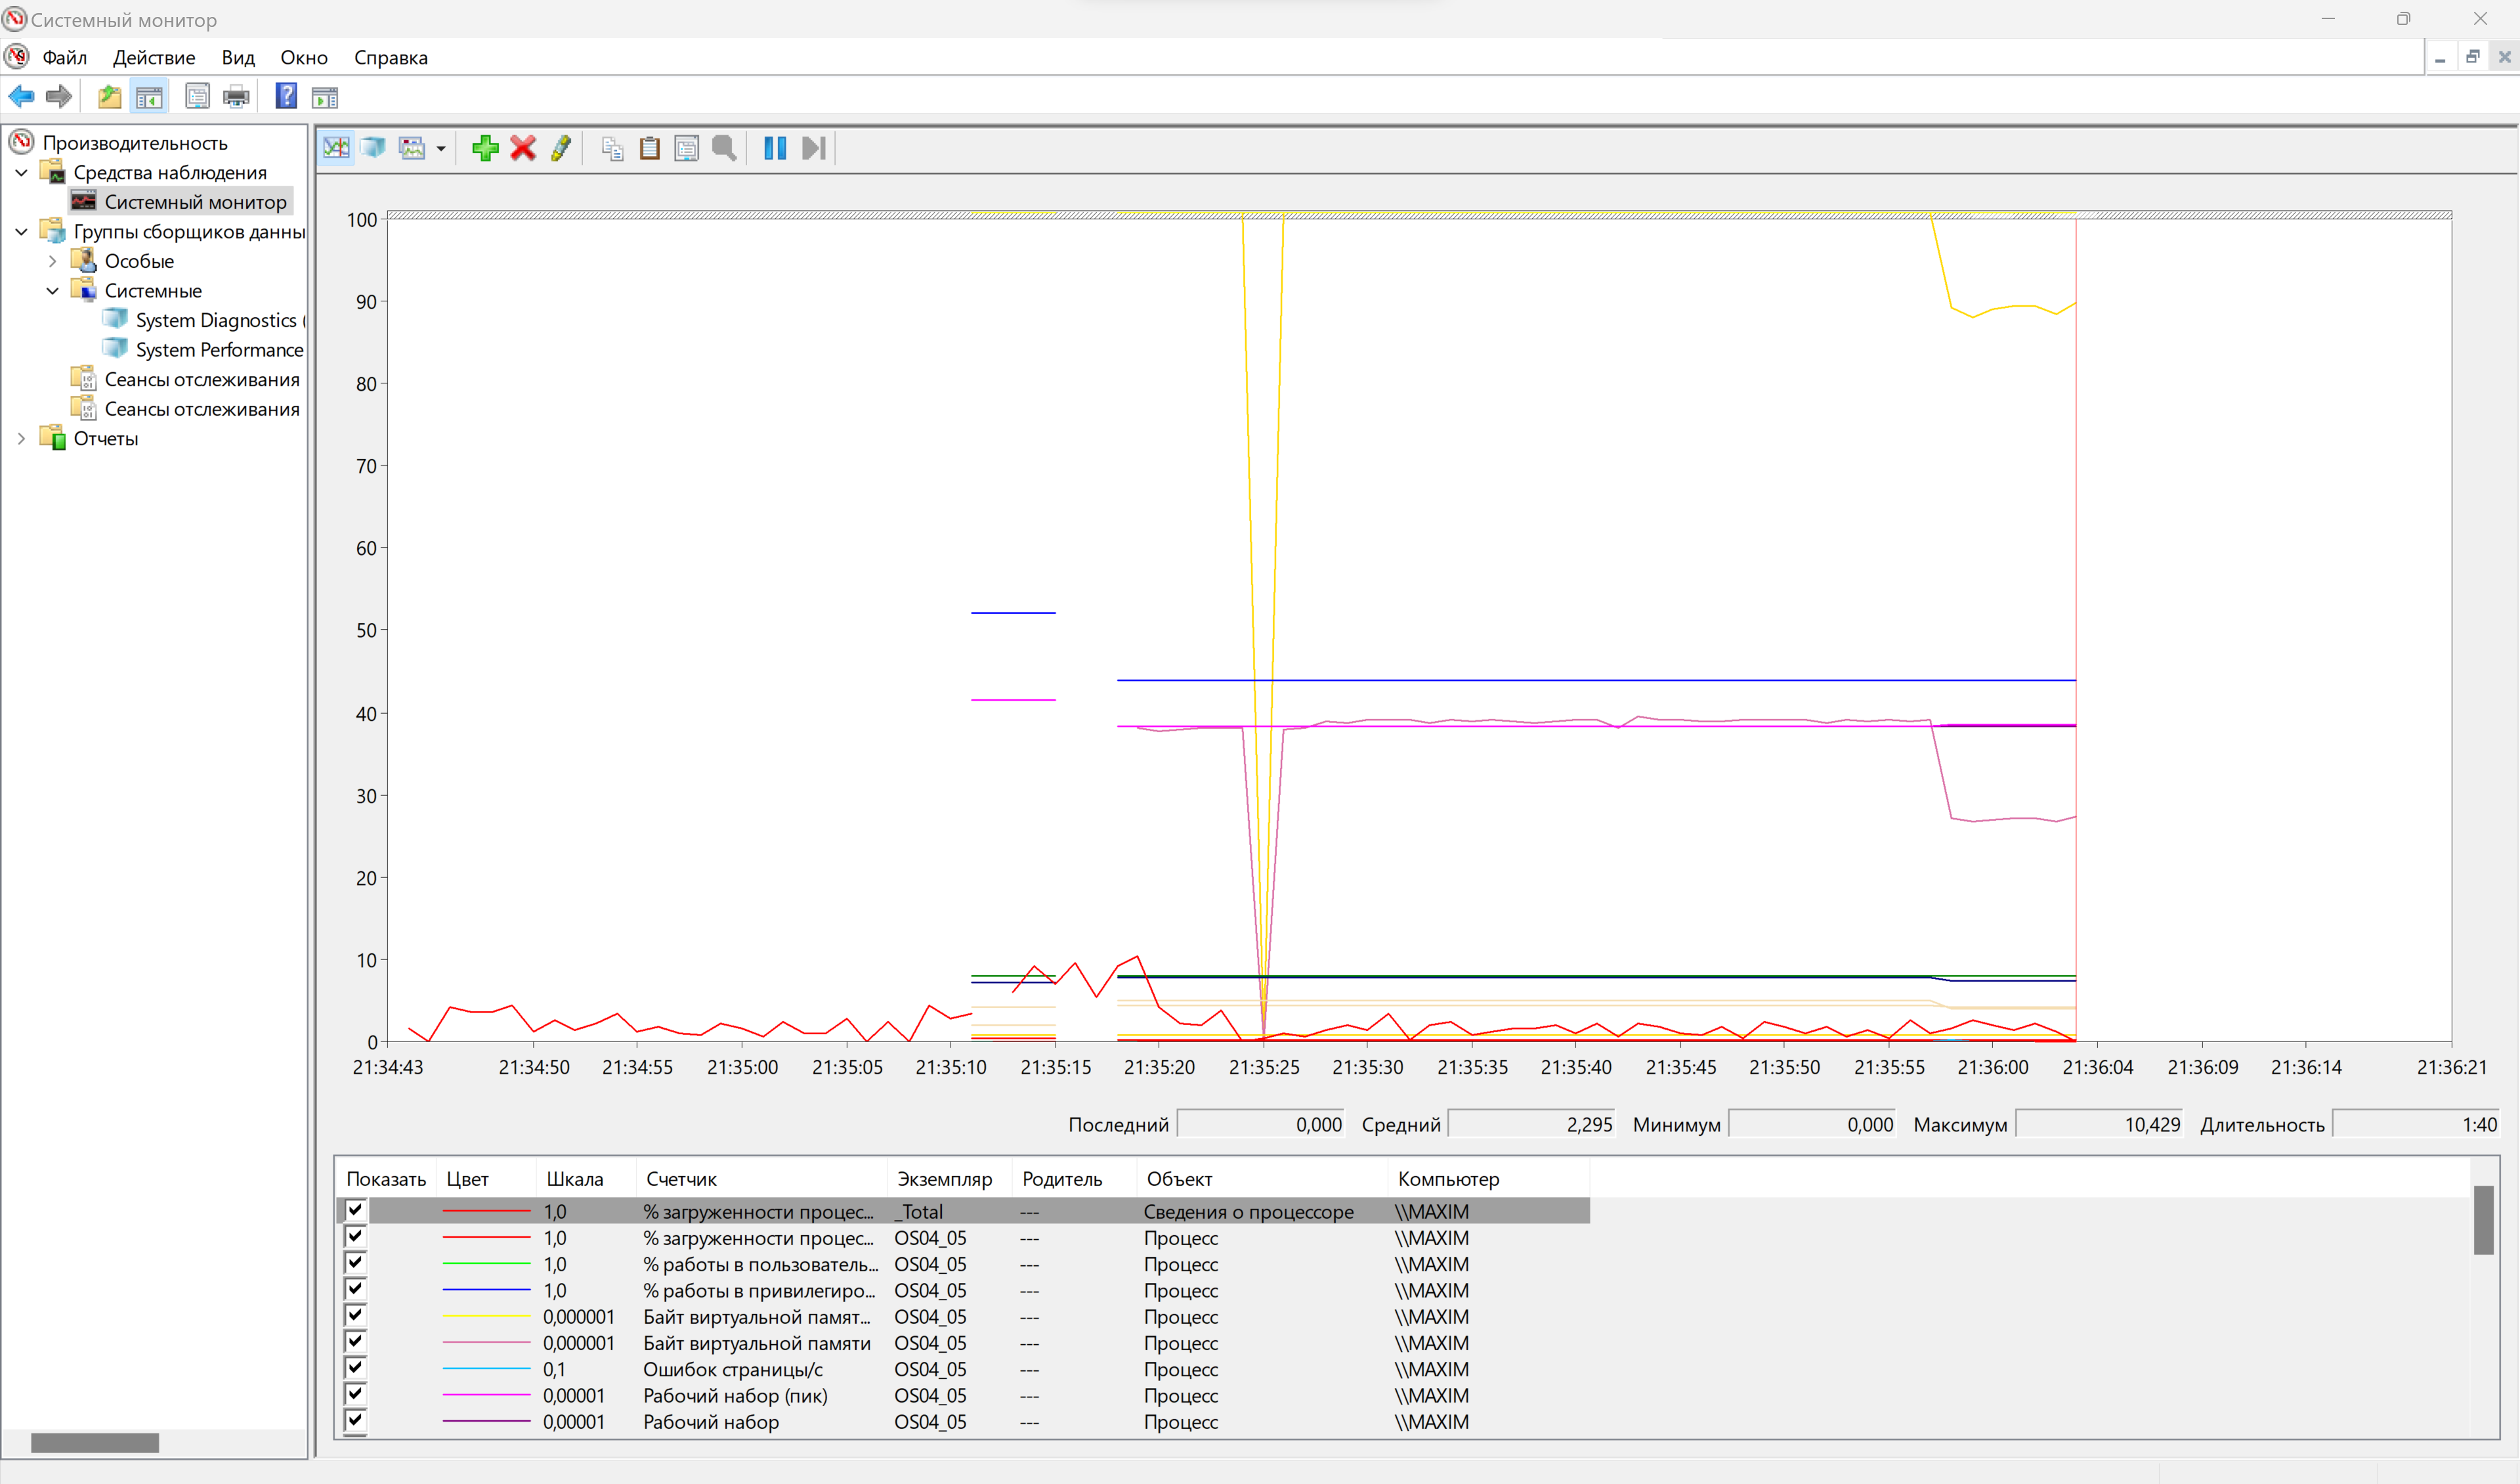 Системный монитор
Файл Действие Вид Окно Справка
Производительность
Средства наблюдения
Системный монитор
Группы сборщиков данны
Особые
Системные
System Diagnostics (
System Performance
Сеансы отслеживания
Сеансы отслеживания
Отчеты
100
90
80
70
60
50
40
30
20
10
0
21:34:43 21:34:50 21:34:55 21:35:00 21:35:05 21:35:10 21:35:15 21:35:20 21:35:25 21:35:30 21:35:35 21:35:40 21:35:45 21:35:50 21:35:55 21:36:00 21:36:04 21:36:09 21:36:14 21:36:21
Последний 0,000 Средний 2,295 Минимум 0,000 Максимум 10,429 Длительность 1:40
Показать Цвет Шкала Счетчик Экземпляр Родитель Объект Компьютер
1,0 % загруженности процес... _Total --- Сведения о процессоре \\MAXIM
1,0 % загруженности процес... OS04_05 --- Процесс \\MAXIM
1,0 % работы в пользователь... OS04_05 --- Процесс \\MAXIM
1,0 % работы в привилегиро... OS04_05 --- Процесс \\MAXIM
0,000001 Байт виртуальной памят... OS04_05 --- Процесс \\MAXIM
0,000001 Байт виртуальной памяти OS04_05 --- Процесс \\MAXIM
0,1 Ошибок страницы/с OS04_05 --- Процесс \\MAXIM
0,00001 Рабочий набор (пик) OS04_05 --- Процесс \\MAXIM
0,00001 Рабочий набор OS04_05 --- Процесс \\MAXIM